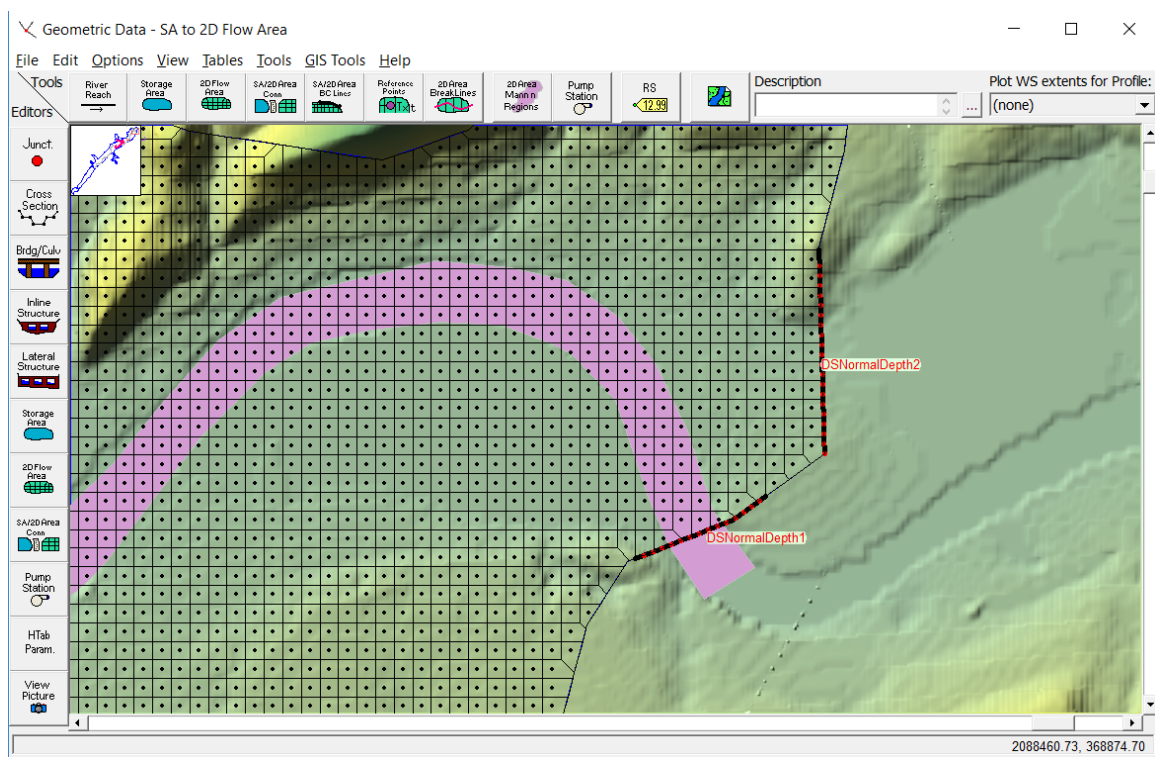 Geometric Data - SA to 2D Flow Area
File Edit Options View Tables Tools GIS Tools Help
Tools
Editors
River
Reach
Storage
Area
2D Flow
Area
SA/2D Area
Conn
SA/2D Area
BC Lines
Reference
Points
Txt
2D Area
BreakLines
2D Area
Mann n
Regions
Pump
Station
RS
12.99
Description
...
Plot WS extents for Profile:
(none)
Junct.
Cross
Section
Brdg/Culv
Inline
Structure
Lateral
Structure
Storage
Area
2D Flow
Area
SA/2D Area
Conn
Pump
Station
HTab
Param.
View
Picture
DSNormalDepth2
DSNormalDepth1
2088460.73, 368874.70